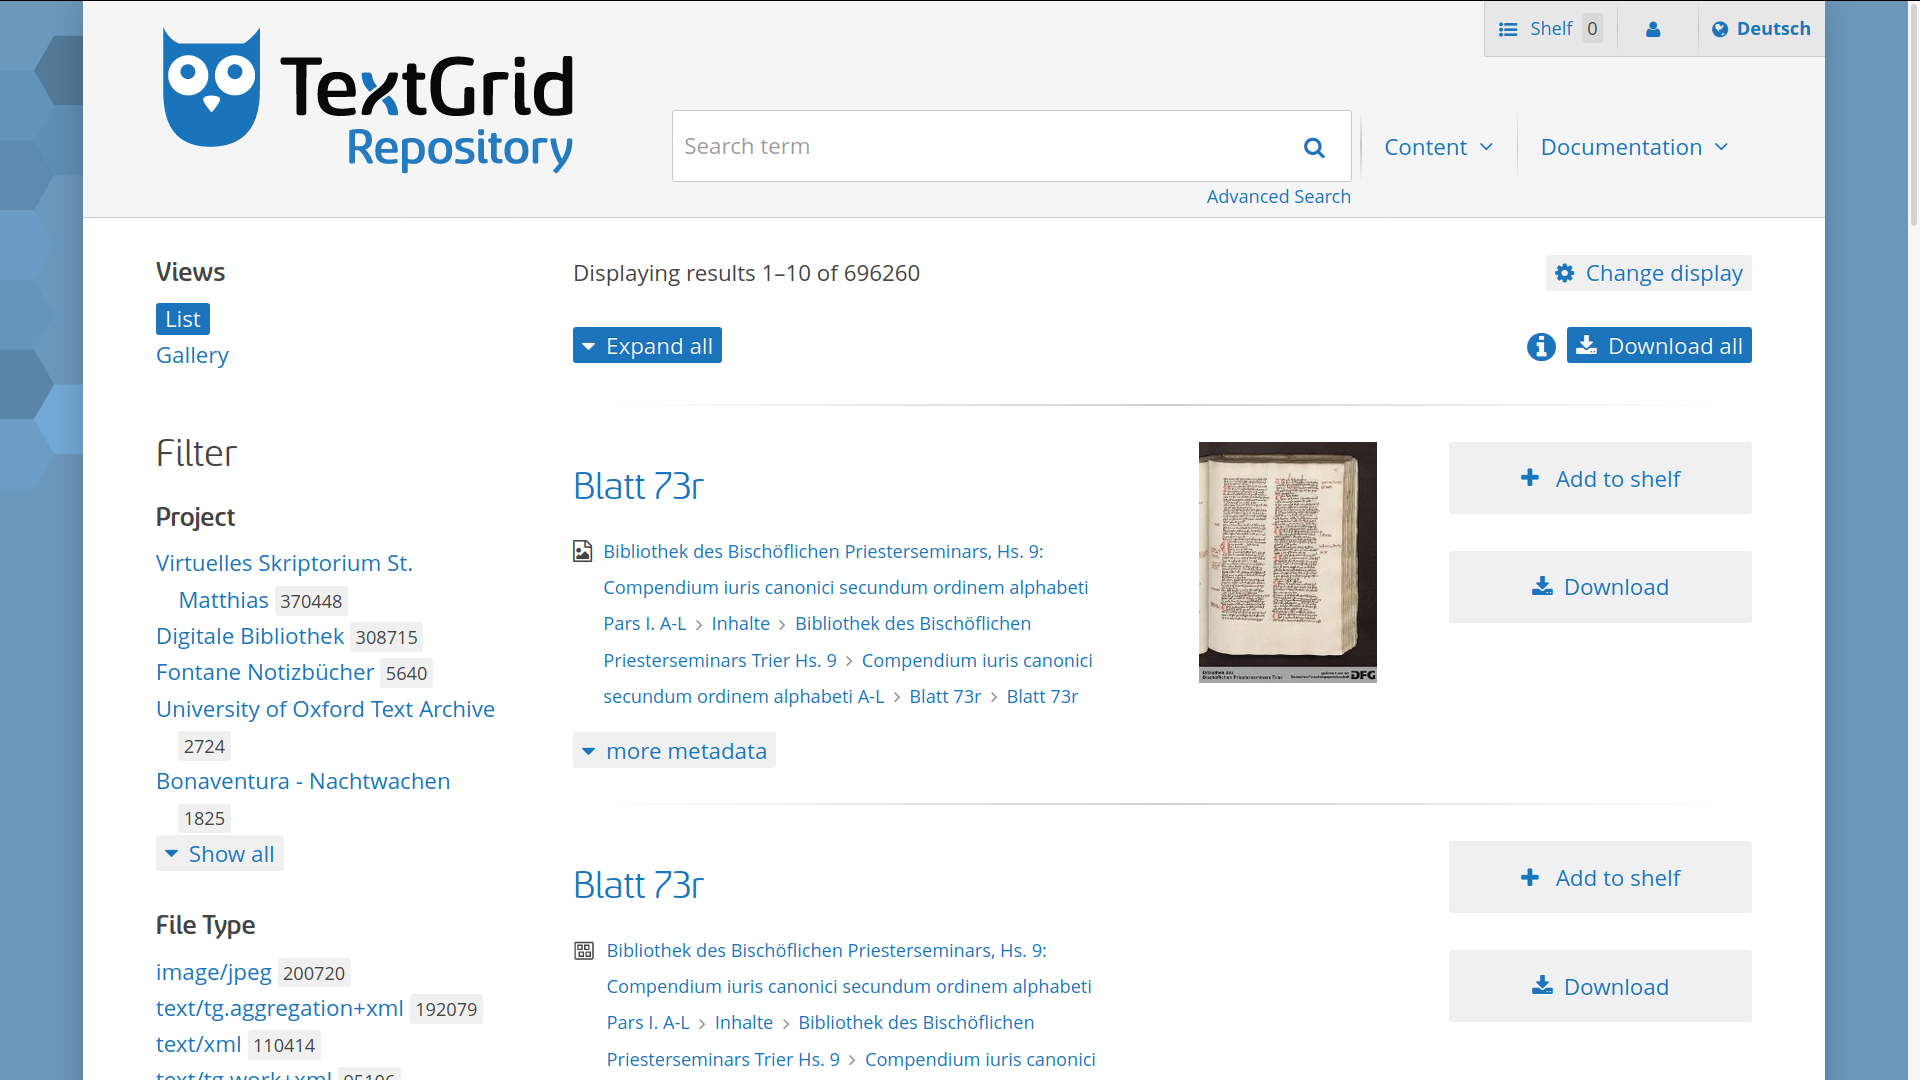 Shelf 0
Deutsch
TextGrid
Repository
Search term
Content
Documentation
Advanced Search
Views
List
Gallery
Filter
Project
Virtuelles Skriptorium St.
Matthias 370448
Digitale Bibliothek 308715
Fontane Notizbücher 5640
University of Oxford Text Archive
2724
Bonaventura - Nachtwachen
1825
Show all
File Type
image/jpeg 200720
text/tg.aggregation+xml 192079
text/xml 110414
text/tg.work+xml 95106
Displaying results 1–10 of 696260
Change display
Expand all
Download all
Blatt 73r
Bibliothek des Bischöflichen Priesterseminars, Hs. 9:
Compendium iuris canonici secundum ordinem alphabeti
Pars I. A-L > Inhalte > Bibliothek des Bischöflichen
Priesterseminars Trier Hs. 9 > Compendium iuris canonici
secundum ordinem alphabeti A-L > Blatt 73r > Blatt 73r
more metadata
DFG
Add to shelf
Download
Blatt 73r
Bibliothek des Bischöflichen Priesterseminars, Hs. 9:
Compendium iuris canonici secundum ordinem alphabeti
Pars I. A-L > Inhalte > Bibliothek des Bischöflichen
Priesterseminars Trier Hs. 9 > Compendium iuris canonici
Add to shelf
Download